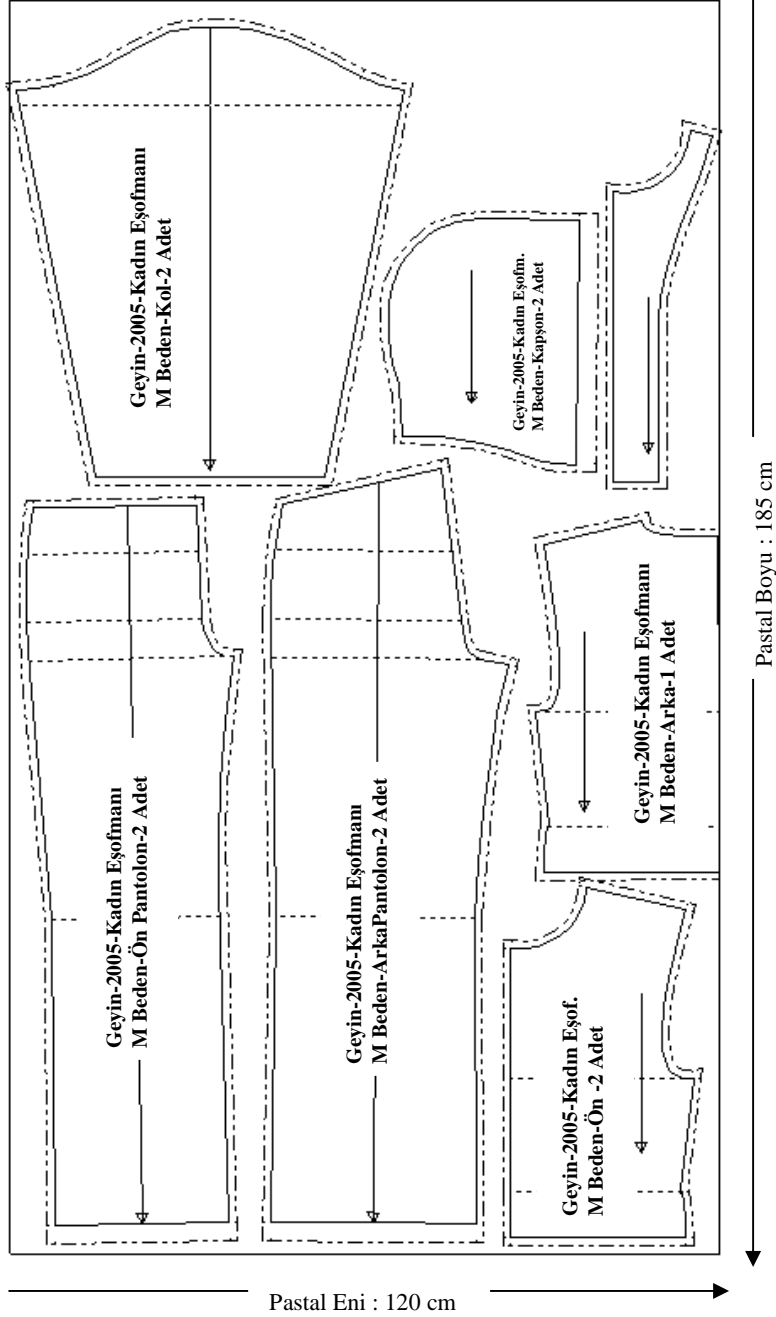 Geyin-2005-Kadın Eşofmanı
M Beden-Kol-2 Adet
Geyin-2005-Kadın Eşofm.
M Beden-Kapşon-2 Adet
Geyin-2005-Kadın Eşofmanı
M Beden-Ön Pantolon-2 Adet
Geyin-2005-Kadın Eşofmanı
M Beden-ArkaPantolon-2 Adet
Geyin-2005-Kadın Eşofmanı
M Beden-Arka-1 Adet
Geyin-2005-Kadın Eşof.
M Beden-Ön -2 Adet
Pastal Boyu : 185 cm
Pastal Eni : 120 cm